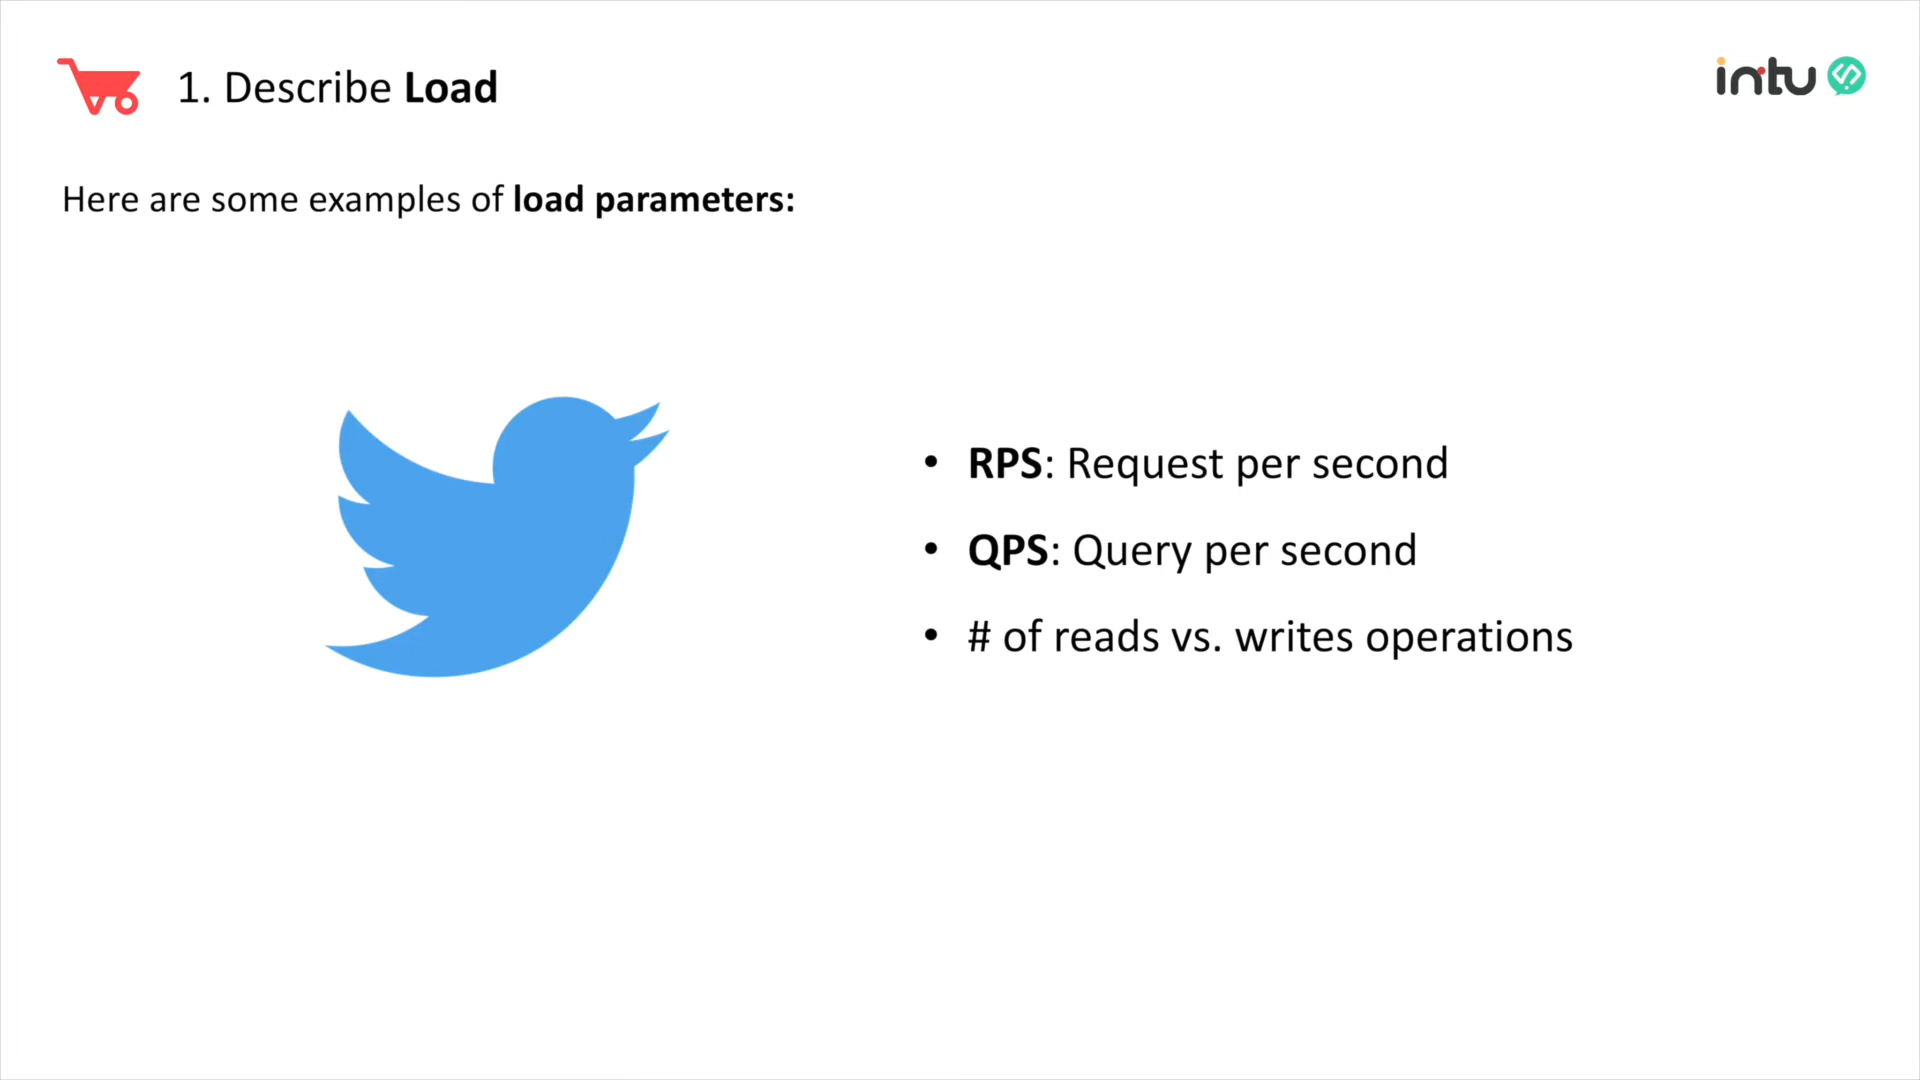 1. Describe Load
intu
Here are some examples of load parameters:
• RPS: Request per second
• QPS: Query per second
• # of reads vs. writes operations